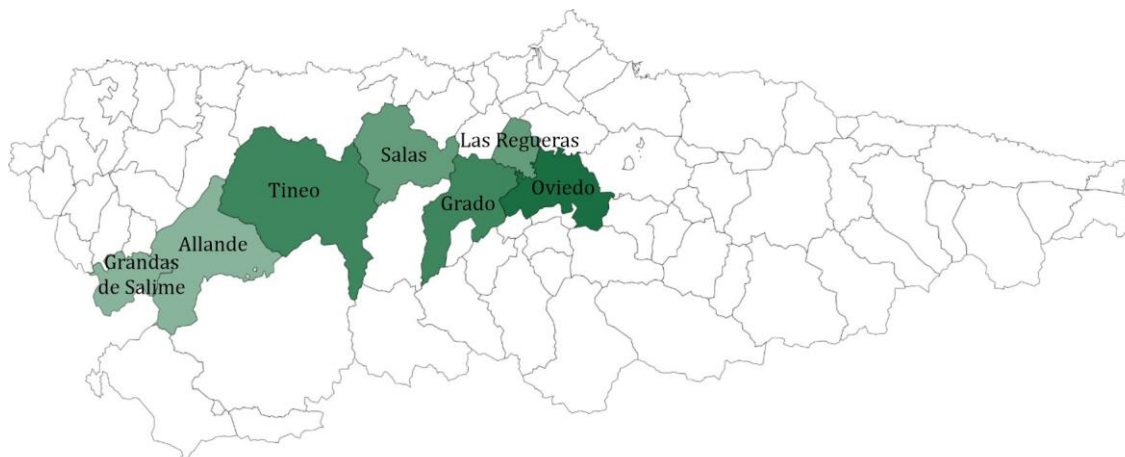 Las Regueras
Salas
Tineo
Oviedo
Grado
Allande
Grandas
de Salime